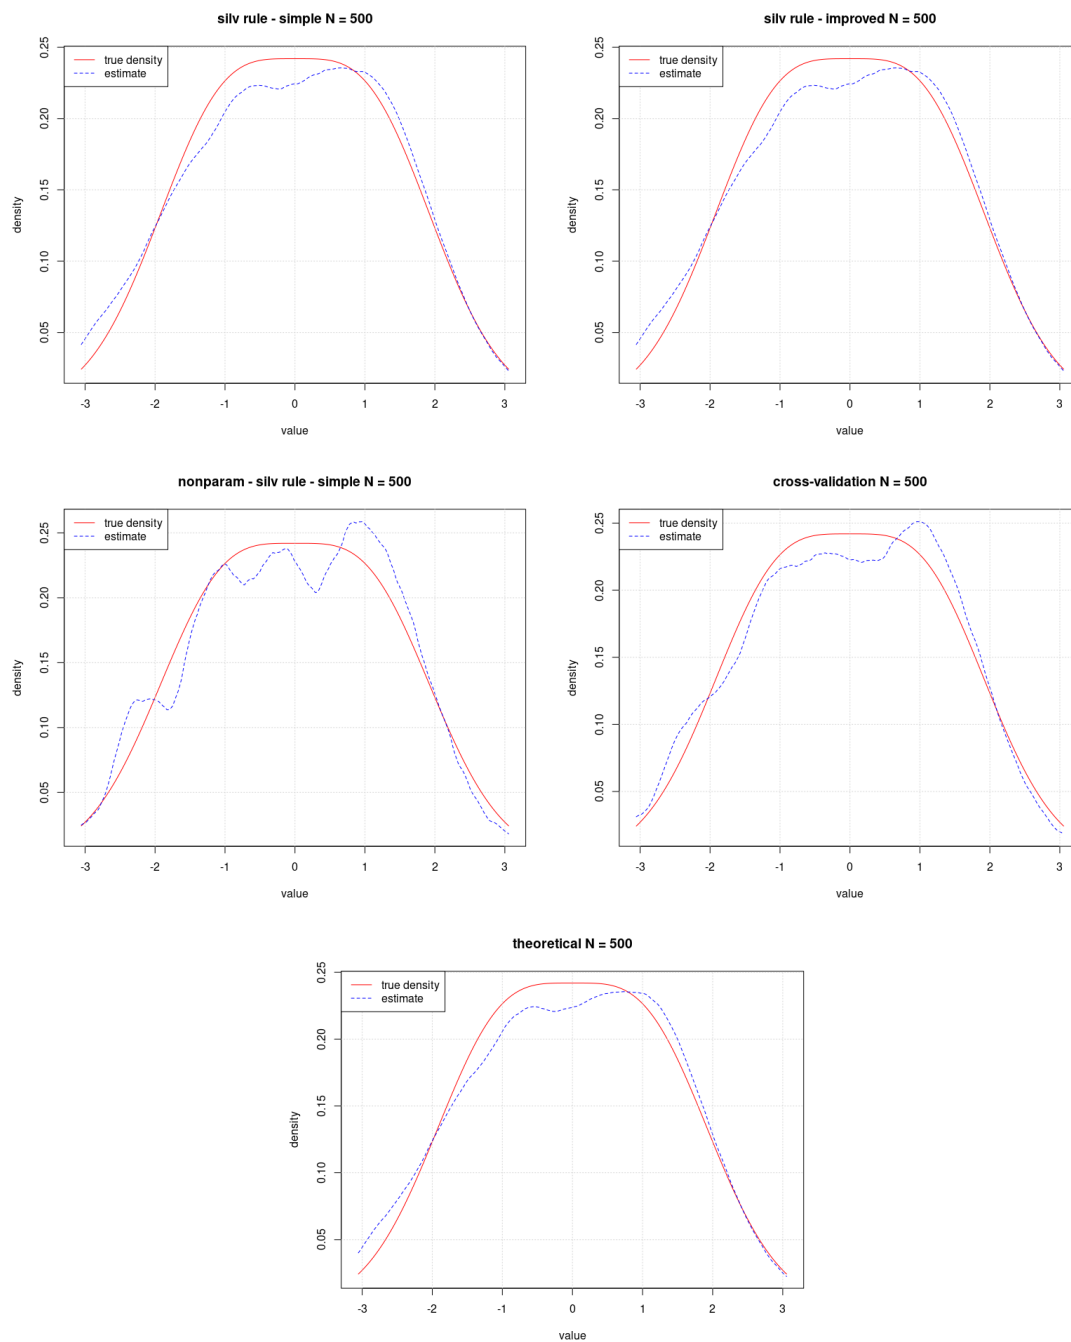 silv rule - simple N = 500
0.25
0.20
0.15
0.10
0.05
density
true density
estimate
-3 -2 -1 0 1 2 3
value
silv rule - improved N = 500
0.25
0.20
0.15
0.10
0.05
density
true density
estimate
-3 -2 -1 0 1 2 3
value
nonparam - silv rule - simple N = 500
0.25
0.20
0.15
0.10
0.05
density
true density
estimate
-3 -2 -1 0 1 2 3
value
cross-validation N = 500
0.25
0.20
0.15
0.10
0.05
density
true density
estimate
-3 -2 -1 0 1 2 3
value
theoretical N = 500
0.25
0.20
0.15
0.10
0.05
density
true density
estimate
-3 -2 -1 0 1 2 3
value